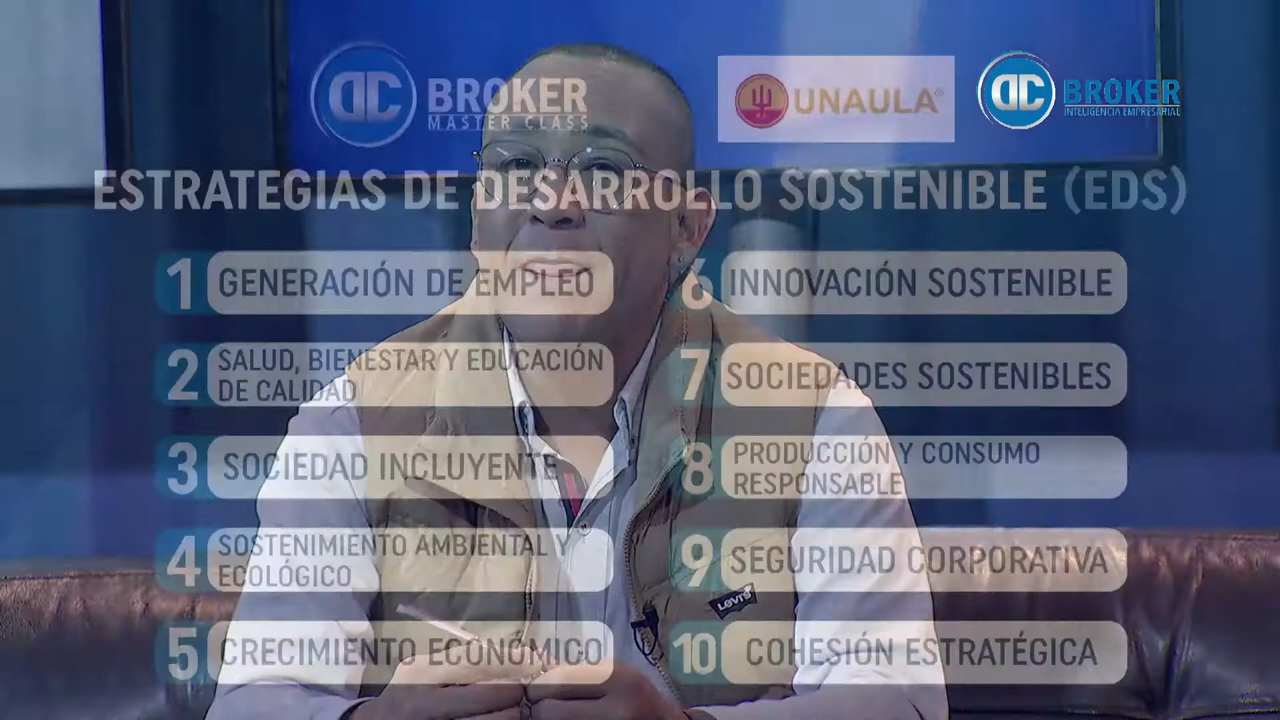 DC BROKER
MASTER CLASS
UNAULA
DC BROKER
INTELIGENCIA EMPRESARIAL
ESTRATEGIAS DE DESARROLLO SOSTENIBLE (EDS)
1 GENERACIÓN DE EMPLEO
2 SALUD, BIENESTAR Y EDUCACIÓN
DE CALIDAD
3 SOCIEDAD INCLUYENTE
4 SOSTENIMIENTO AMBIENTAL Y
ECOLÓGICO
5 CRECIMIENTO ECONÓMICO
6 INNOVACIÓN SOSTENIBLE
7 SOCIEDADES SOSTENIBLES
8 PRODUCCIÓN Y CONSUMO
RESPONSABLE
9 SEGURIDAD CORPORATIVA
10 COHESIÓN ESTRATÉGICA
LEVI'S